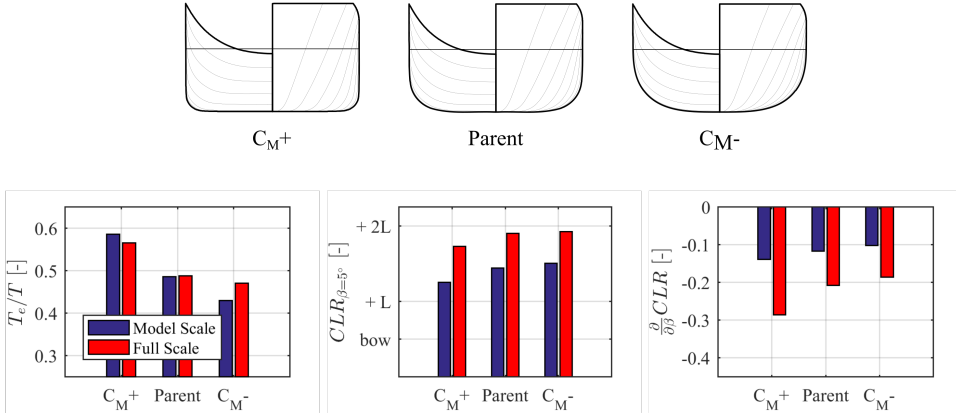 C_M+ Parent C_M-
T_e/T [-]
0.6
0.5
0.4
0.3
Model Scale
Full Scale
C_M+ Parent C_M-
CLR_{β=5°} [-]
+ 2L
+ L
bow
C_M+ Parent C_M-
∂/∂β CLR [-]
0
-0.1
-0.2
-0.3
-0.4
C_M+ Parent C_M-